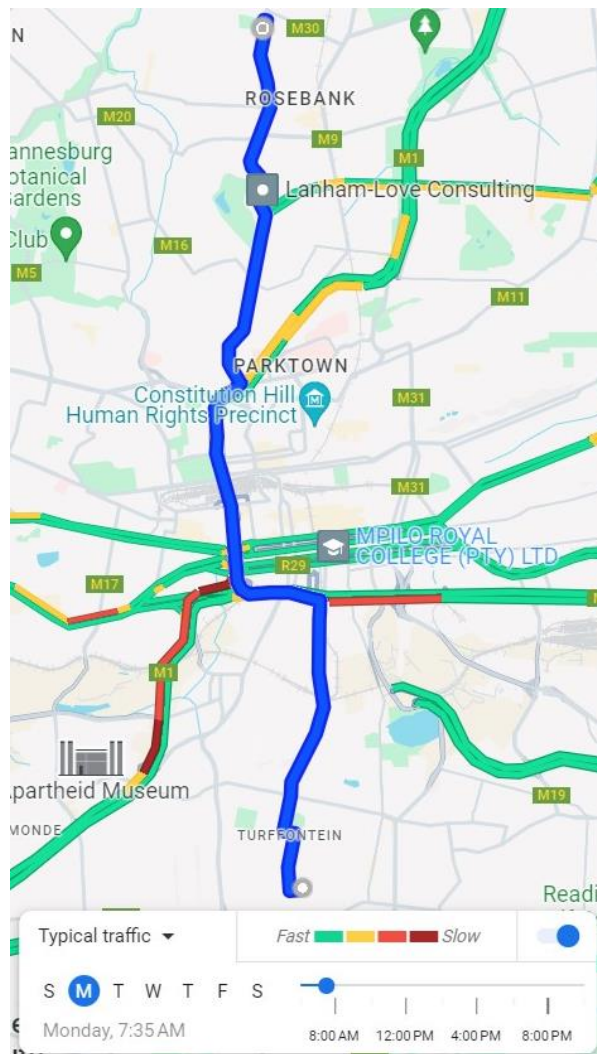 N
M30
ROSEBANK
M20
M9
annesburg
otanical
Gardens
M1
Lanham-Love Consulting
Club
M16
M5
M11
PARKTOWN
Constitution Hill
Human Rights Precinct
M31
M31
MPILO ROYAL
COLLEGE (PTY) LTD
R29
M17
M1
Apartheid Museum
M19
MONDE
TURFFONTEIN
Readi
Typical traffic
Fast
Slow
S M T W T F S
Monday, 7:35 AM
8:00 AM 12:00 PM 4:00 PM 8:00 PM